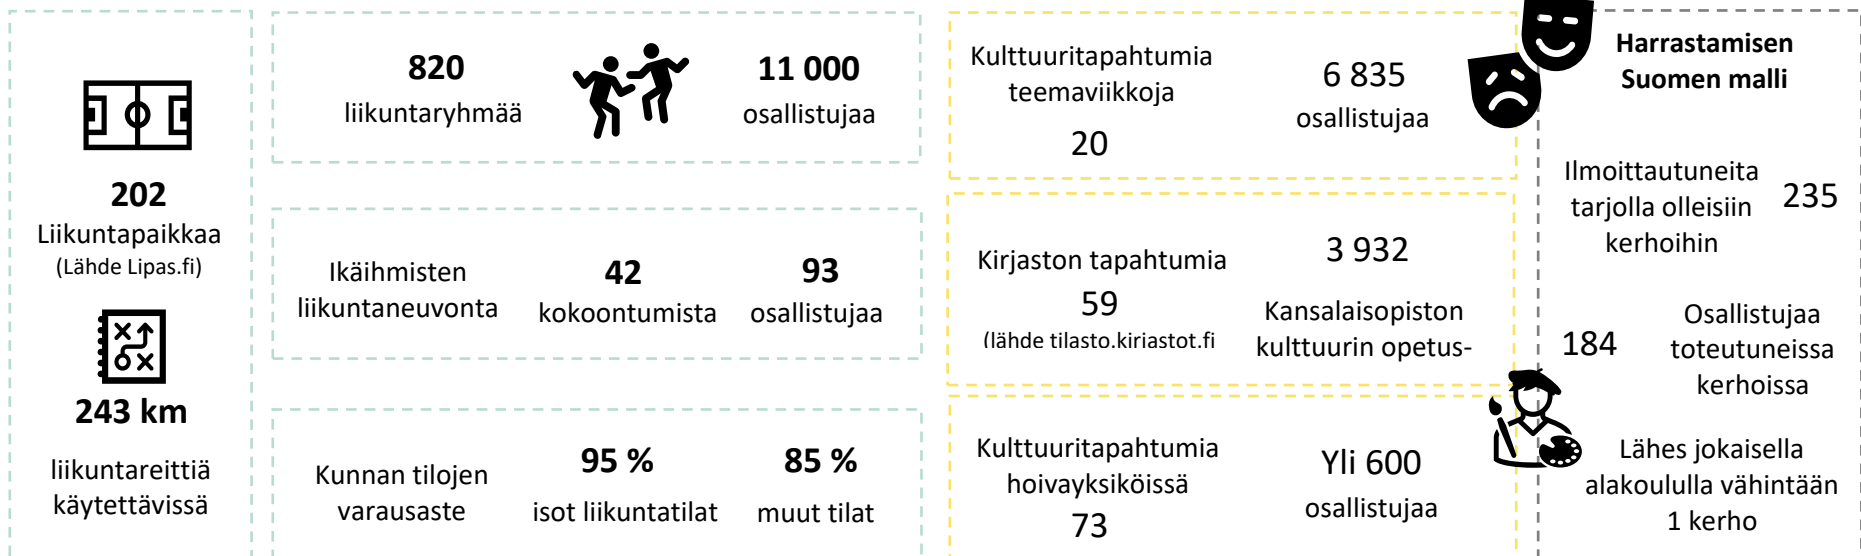 202
Liikuntapaikkaa
(Lähde Lipas.fi)
243 km
liikuntareittiä
käytettävissä
820
liikuntaryhmää
11 000
osallistujaa
Ikäihmisten
liikuntaneuvonta
42
kokoontumista
93
osallistujaa
Kunnan tilojen
varausaste
95 %
isot liikuntatilat
85 %
muut tilat
Kulttuuritapahtumia
teemaviikkoja
20
6 835
osallistujaa
Kirjaston tapahtumia
59
(lähde tilasto.kirjastot.fi
3 932
Kansalaisopiston
kulttuurin opetus-
Kulttuuritapahtumia
hoivayksiköissä
73
Yli 600
osallistujaa
Harrastamisen
Suomen malli
Ilmoittautuneita
tarjolla olleisiin
kerhoihin
235
184
Osallistujaa
toteutuneissa
kerhoissa
Lähes jokaisella
alakoululla vähintään
1 kerho